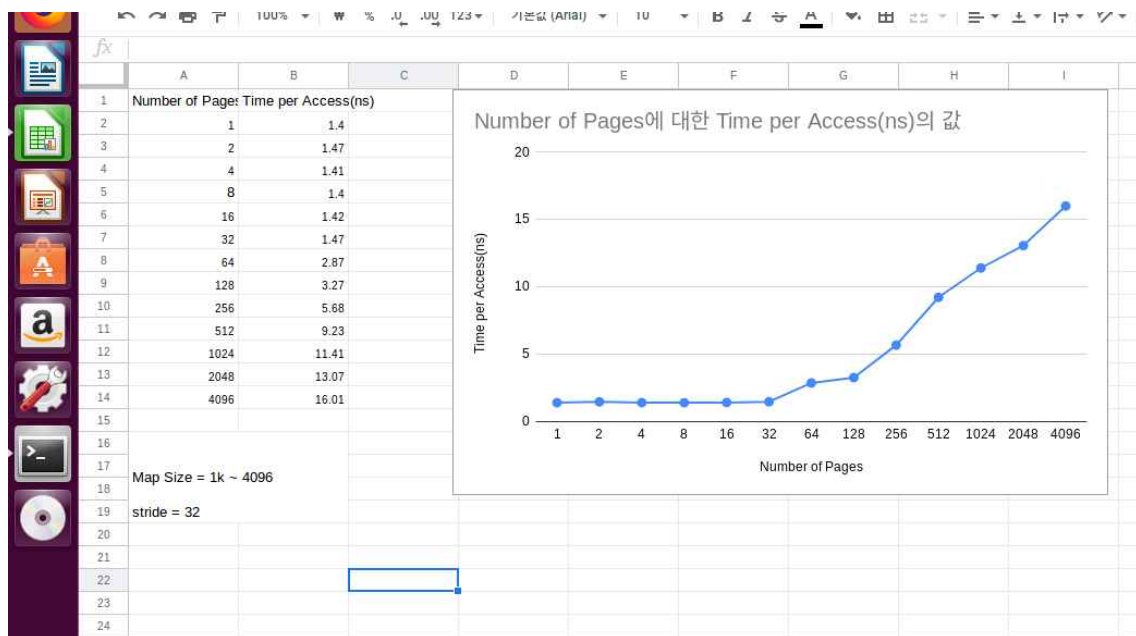 100% ₩ % .0 .00 123 기본값 (Arial) 10 B I S A
fx
A B C D E F G H I
1 Number of Pages Time per Access(ns)
2 1 1.4
3 2 1.47
4 4 1.41
5 8 1.4
6 16 1.42
7 32 1.47
8 64 2.87
9 128 3.27
10 256 5.68
11 512 9.23
12 1024 11.41
13 2048 13.07
14 4096 16.01
15
16
17
Map Size = 1k ~ 4096
18
19 stride = 32
20
21
22
23
24
Number of Pages에 대한 Time per Access(ns)의 값
20
15
10
5
0
Time per Access(ns)
1 2 4 8 16 32 64 128 256 512 1024 2048 4096
Number of Pages
a
>_